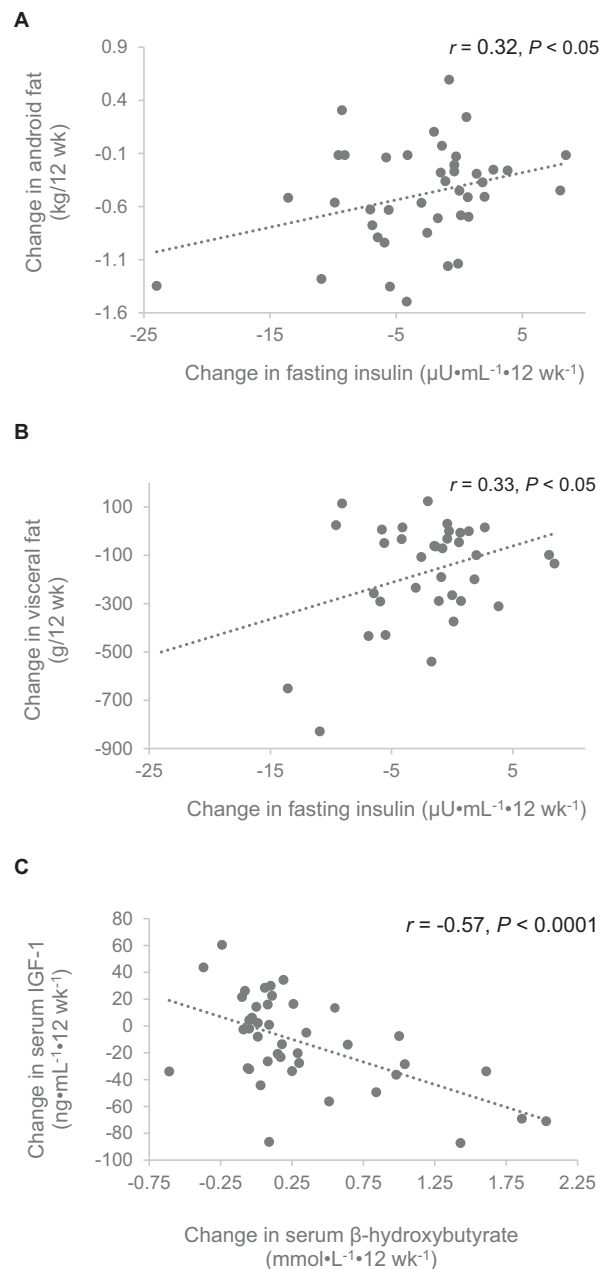 A
r = 0.32, P < 0.05
Change in android fat
(kg/12 wk)
0.9
0.4
-0.1
-0.6
-1.1
-1.6
-25
-15
-5
5
Change in fasting insulin (µU•mL⁻¹•12 wk⁻¹)
B
r = 0.33, P < 0.05
Change in visceral fat
(g/12 wk)
100
-100
-300
-500
-700
-900
-25
-15
-5
5
Change in fasting insulin (µU•mL⁻¹•12 wk⁻¹)
C
r = -0.57, P < 0.0001
Change in serum IGF-1
(ng•mL⁻¹•12 wk⁻¹)
80
60
40
20
0
-20
-40
-60
-80
-100
-0.75
-0.25
0.25
0.75
1.25
1.75
2.25
Change in serum β-hydroxybutyrate
(mmol•L⁻¹•12 wk⁻¹)